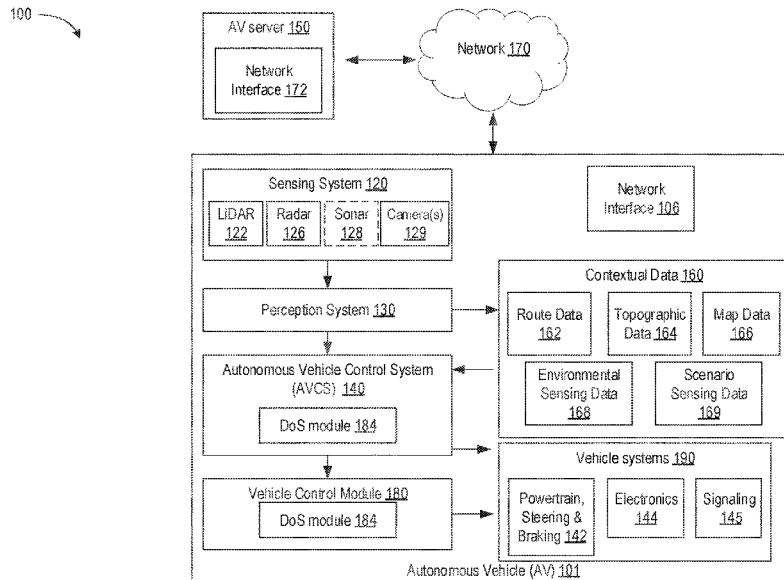 100
AV server 150
Network
Interface 172
Network 170
Sensing System 120
LiDAR
122
Radar
126
Sonar
128
Camera(s)
129
Network
Interface 106
Perception System 130
Contextual Data 160
Route Data
162
Topographic
Data 164
Map Data
166
Environmental
Sensing Data
168
Scenario
Sensing Data
169
Autonomous Vehicle Control System
(AVCS) 140
DoS module 184
Vehicle Control Module 180
DoS module 184
Vehicle systems 190
Powertrain,
Steering &
Braking 142
Electronics
144
Signaling
145
Autonomous Vehicle (AV) 101